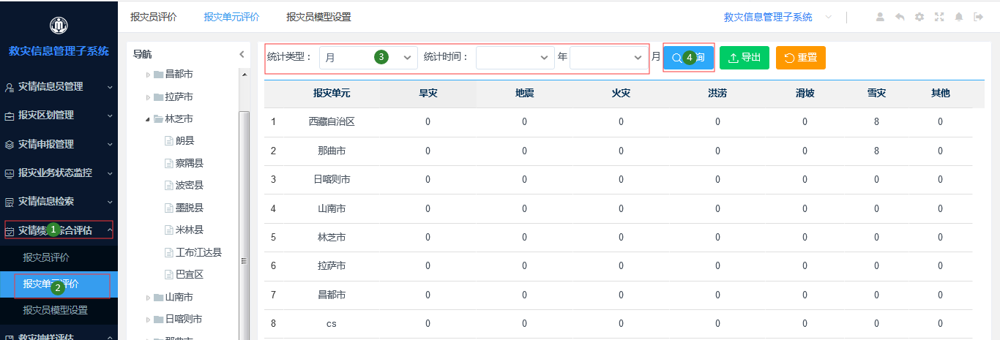 报灾员评价 报灾单元评价 报灾员模型设置 救灾信息管理子系统
救灾信息管理子系统
灾情信息员管理
报灾区划管理
灾情申报管理
报灾业务状态监控
灾情信息检索
灾情绩 1 综合评估
报灾员评价
报灾单元评价 2
报灾员模型设置
救灾抽样评估
导航
昌都市
拉萨市
林芝市
朗县
察隅县
波密县
墨脱县
米林县
工布江达县
巴宜区
山南市
日喀则市
那曲市
统计类型： 月 3 统计时间： 年 月 4 询 导出 重置
报灾单元 旱灾 地震 火灾 洪涝 滑坡 雪灾 其他
1 西藏自治区 0 0 0 0 0 8 0
2 那曲市 0 0 0 0 0 8 0
3 日喀则市 0 0 0 0 0 0 0
4 山南市 0 0 0 0 0 0 0
5 林芝市 0 0 0 0 0 0 0
6 拉萨市 0 0 0 0 0 0 0
7 昌都市 0 0 0 0 0 0 0
8 cs 0 0 0 0 0 0 0